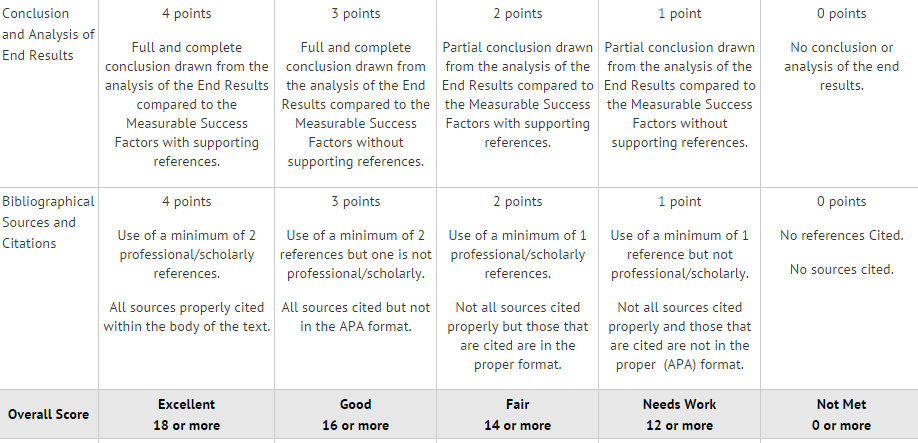 Conclusion
and Analysis of
End Results
4 points
Full and complete
conclusion drawn from the
analysis of the End Results
compared to the
Measurable Success
Factors with supporting
references.
3 points
Full and complete
conclusion drawn from
the analysis of the End
Results compared to the
Measurable Success
Factors without
supporting references.
2 points
Partial conclusion drawn
from the analysis of the
End Results compared to
the Measurable Success
Factors with supporting
references.
1 point
Partial conclusion drawn
from the analysis of the
End Results compared to
the Measurable Success
Factors without
supporting references.
0 points
No conclusion or
analysis of the end
results.
Bibliographical
Sources and
Citations
4 points
Use of a minimum of 2
professional/scholarly
references.
All sources properly cited
within the body of the text.
3 points
Use of a minimum of 2
references but one is not
professional/scholarly.
All sources cited but not
in the APA format.
2 points
Use of a minimum of 1
professional/scholarly
references.
Not all sources cited
properly but those that
are cited are in the
proper format.
1 point
Use of a minimum of 1
reference but not
professional/scholarly.
Not all sources cited
properly and those that
are cited are not in the
proper (APA) format.
0 points
No references Cited.
No sources cited.
Overall Score
Excellent
18 or more
Good
16 or more
Fair
14 or more
Needs Work
12 or more
Not Met
0 or more